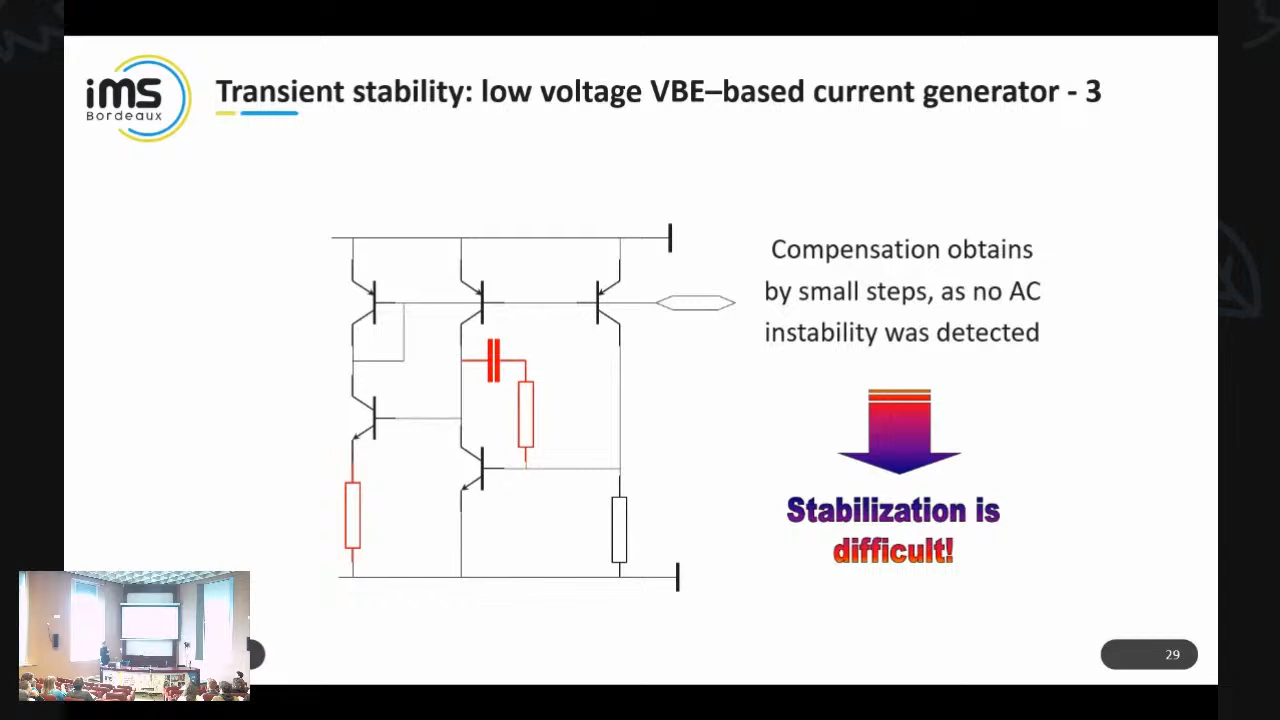 ims
Bordeaux
Transient stability: low voltage VBE–based current generator - 3
Compensation obtains
by small steps, as no AC
instability was detected
Stabilization is
difficult!
29